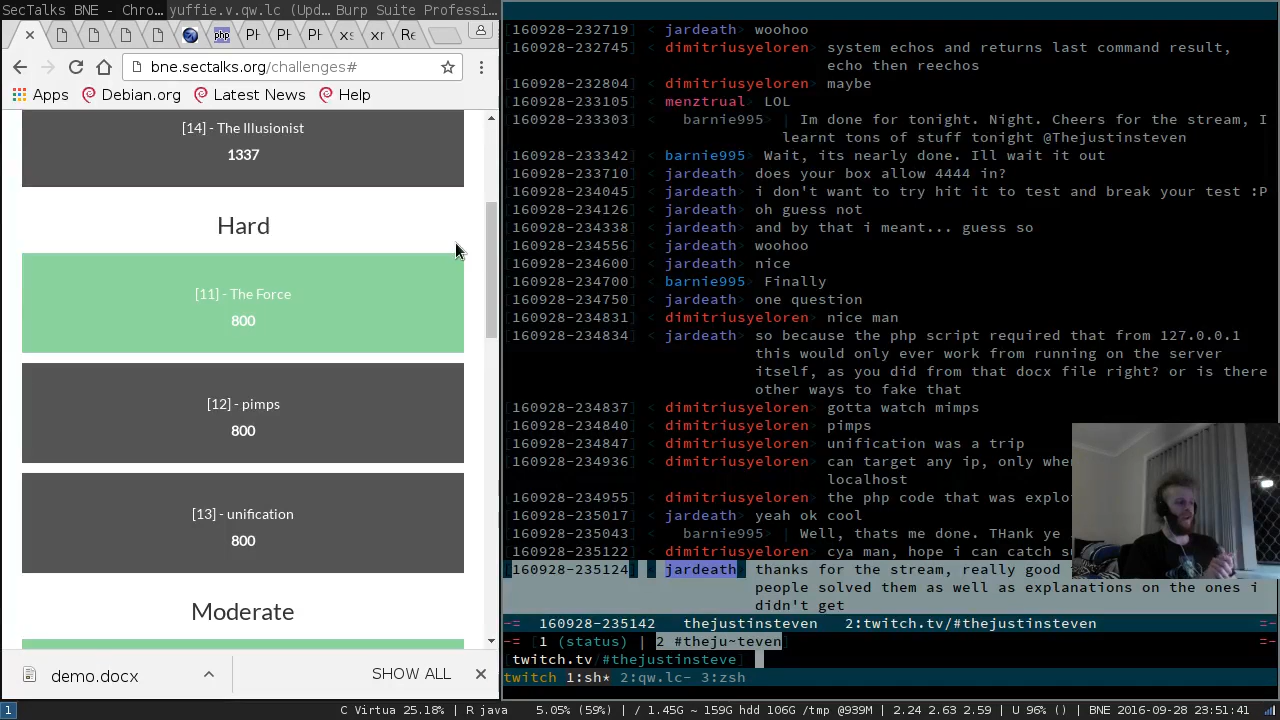 SecTalks BNE - Chro
yuffie.v.qw.lc (Upd
Burp Suite Professi
bne.sectalks.org/challenges#
Apps
Debian.org
Latest News
Help
[14] - The Illusionist
1337
Hard
[11] - The Force
800
[12] - pimps
800
[13] - unification
800
Moderate
demo.docx
SHOW ALL
[160928-232719] < jardeath> woohoo
[160928-232745] < dimitriusyeloren> system echos and returns last command result,
echo then reechos
[160928-232804] < dimitriusyeloren> maybe
[160928-233105] < menztrual> LOL
[160928-233303] < barnie995> | Im done for tonight. Night. Cheers for the stream, I
learnt tons of stuff tonight @Thejustinsteven
[160928-233342] < barnie995> Wait, its nearly done. Ill wait it out
[160928-233710] < jardeath> does your box allow 4444 in?
[160928-234045] < jardeath> i don't want to try hit it to test and break your test :P
[160928-234126] < jardeath> oh guess not
[160928-234338] < jardeath> and by that i meant... guess so
[160928-234556] < jardeath> woohoo
[160928-234600] < jardeath> nice
[160928-234700] < barnie995> Finally
[160928-234750] < jardeath> one question
[160928-234831] < dimitriusyeloren> nice man
[160928-234834] < jardeath> so because the php script required that from 127.0.0.1
this would only ever work from running on the server
itself, as you did from that docx file right? or is there
other ways to fake that
[160928-234837] < dimitriusyeloren> gotta watch mimps
[160928-234840] < dimitriusyeloren> pimps
[160928-234847] < dimitriusyeloren> unification was a trip
[160928-234936] < dimitriusyeloren> can target any ip, only whe
localhost
[160928-234955] < dimitriusyeloren> the php code that was explo
[160928-235017] < jardeath> yeah ok cool
[160928-235043] < barnie995> | Well, thats me done. THank ye
[160928-235122] < dimitriusyeloren> cya man, hope i can catch s
[160928-235124] < jardeath> thanks for the stream, really good
people solved them as well as explanations on the ones i
didn't get
-= 160928-235142 thejustinsteven 2:twitch.tv/#thejustinsteven =-
-= [1 (status) | 2 #theju~teven] =-
[twitch.tv/#thejustinsteve]
twitch 1:sh* 2:qw.lc- 3:zsh
1
C Virtua 25.18% | R java 5.05% (59%) | / 1.45G ~ 159G hdd 106G /tmp @939M | 2.24 2.63 2.59 | U 96% () | BNE 2016-09-28 23:51:41